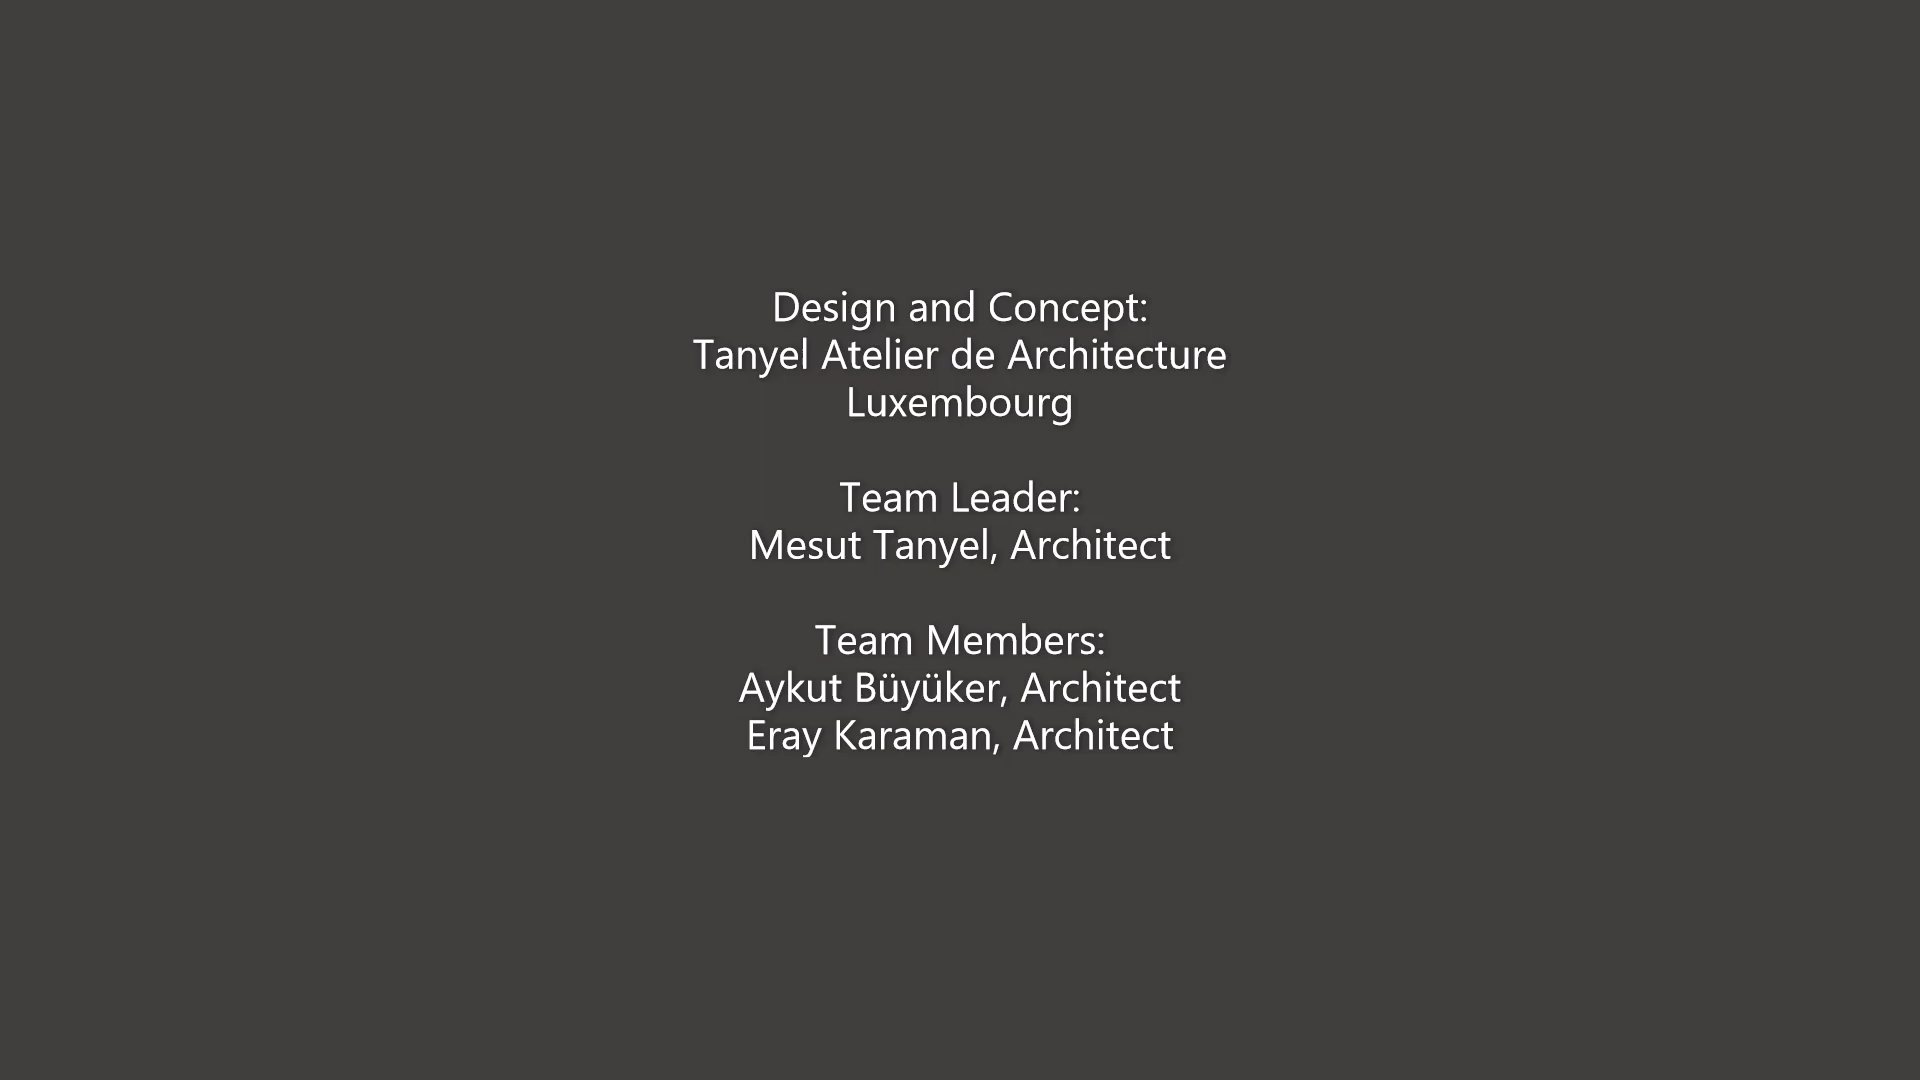 Design and Concept:
Tanyel Atelier de Architecture
Luxembourg
Team Leader:
Mesut Tanyel, Architect
Team Members:
Aykut Büyüker, Architect
Eray Karaman, Architect